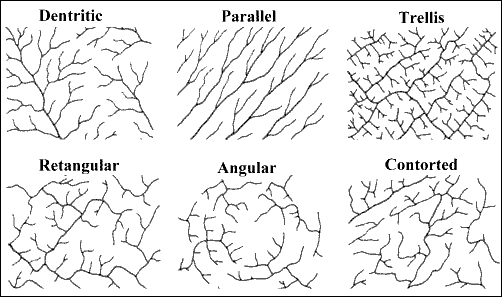 Dentritic
Parallel
Trellis
Retangular
Angular
Contorted